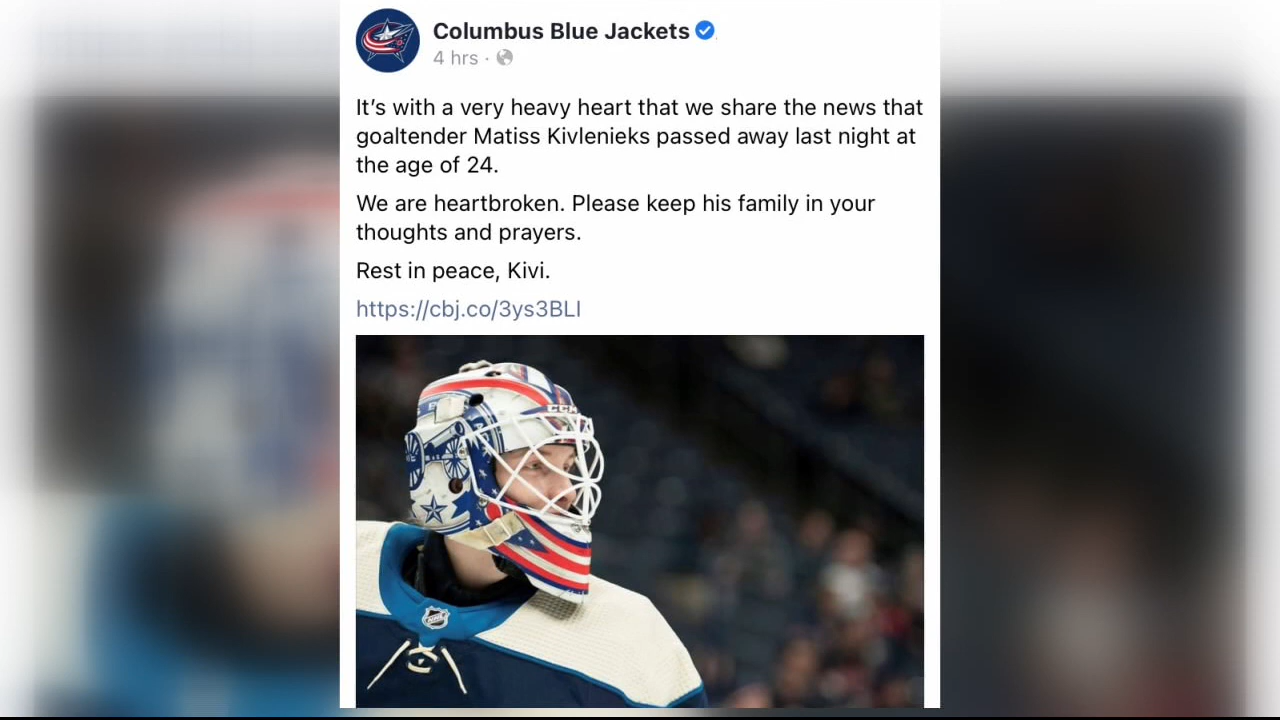 Columbus Blue Jackets
4 hrs ·
It's with a very heavy heart that we share the news that
goaltender Matiss Kivlenieks passed away last night at
the age of 24.
We are heartbroken. Please keep his family in your
thoughts and prayers.
Rest in peace, Kivi.
https://cbj.co/3ys3BLI
CCM
NHL